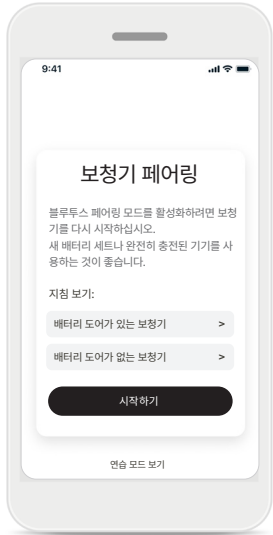 9:41
보청기 페어링
블루투스 페어링 모드를 활성화하려면 보청
기를 다시 시작하십시오.
새 배터리 세트나 완전히 충전된 기기를 사
용하는 것이 좋습니다.
지침 보기:
배터리 도어가 있는 보청기 >
배터리 도어가 없는 보청기 >
시작하기
연습 모드 보기